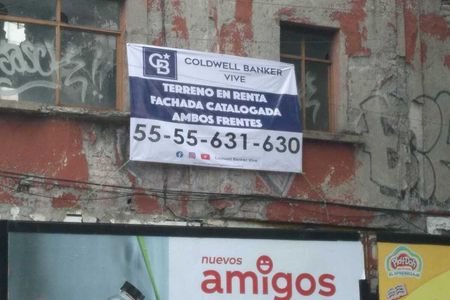 CB
COLDWELL BANKER
VIVE
TERRENO EN RENTA
FACHADA CATALOGADA
AMBOS FRENTES
55-55-631-630
Coldwell Banker Vive
nuevos
amigos
Play-Doh